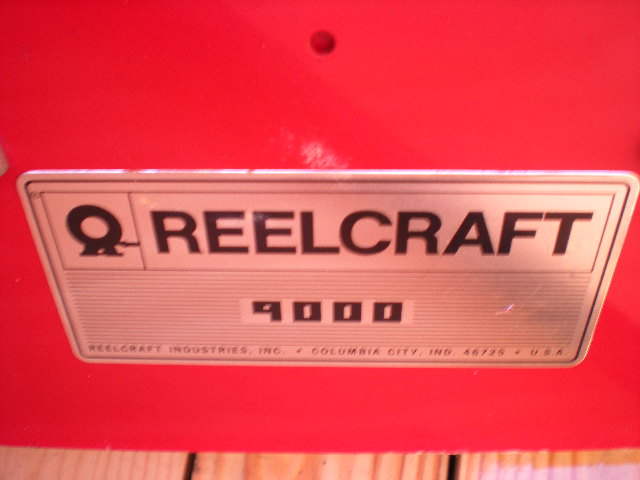 REELCRAFT
9000
REELCRAFT INDUSTRIES, INC. • COLUMBIA CITY, IND. 46725 • U.S.A